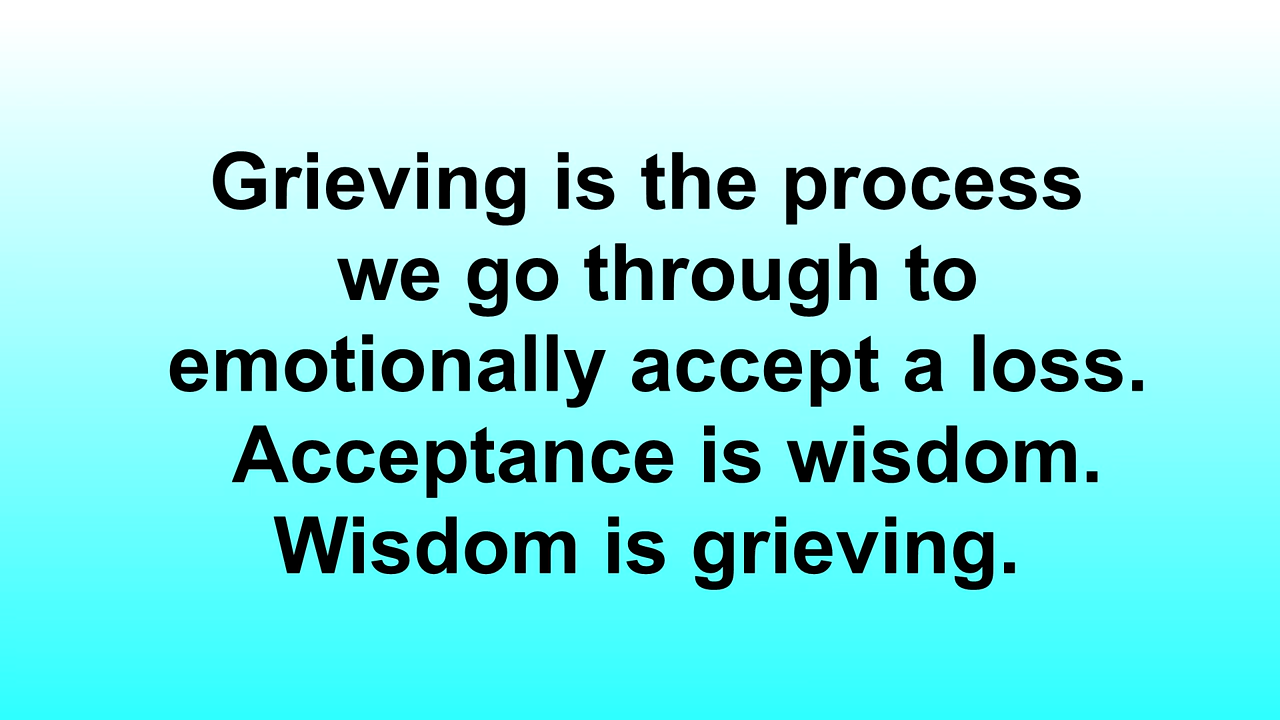 Grieving is the process
we go through to
emotionally accept a loss.
Acceptance is wisdom.
Wisdom is grieving.